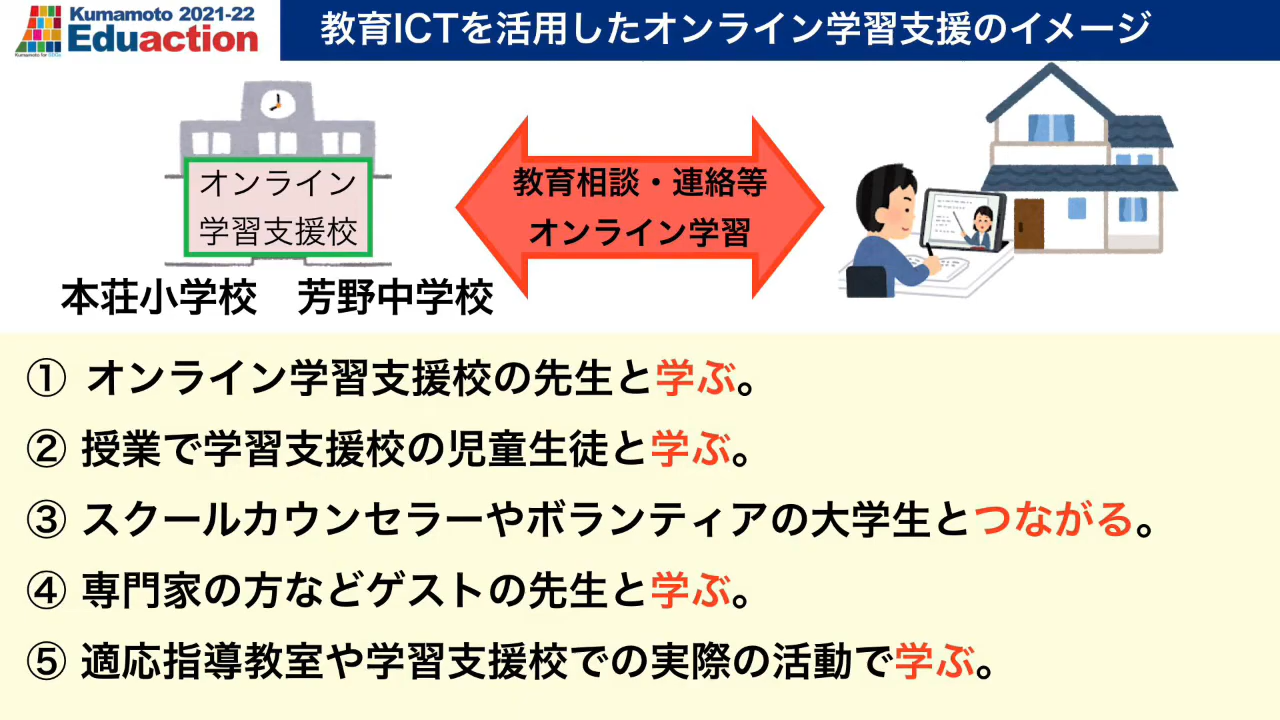 Kumamoto 2021-22
Eduaction
Kumamoto for SDGs
教育ICTを活用したオンライン学習支援のイメージ
オンライン
学習支援校
教育相談・連絡等
オンライン学習
本荘小学校　芳野中学校
① オンライン学習支援校の先生と学ぶ。
② 授業で学習支援校の児童生徒と学ぶ。
③ スクールカウンセラーやボランティアの大学生とつながる。
④ 専門家の方などゲストの先生と学ぶ。
⑤ 適応指導教室や学習支援校での実際の活動で学ぶ。